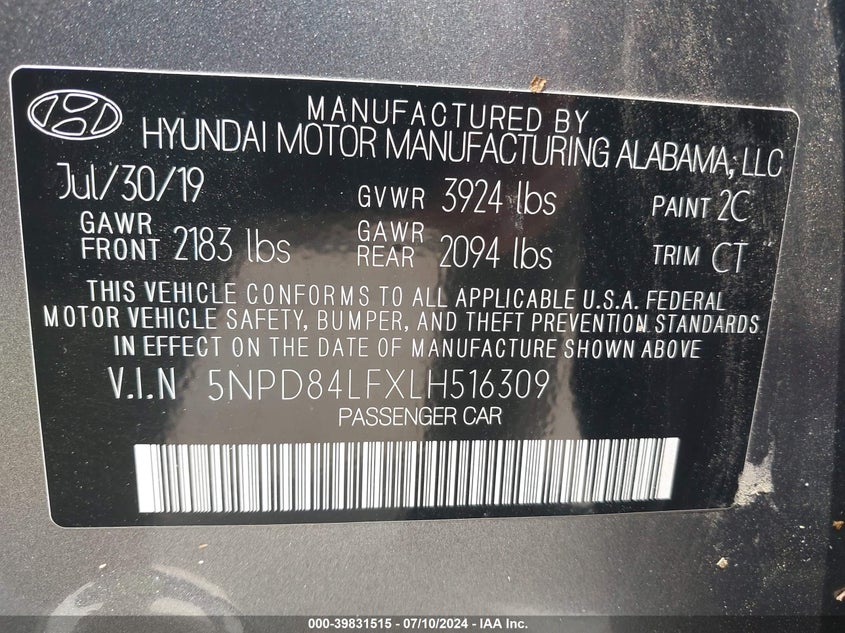 MANUFACTURED BY
HYUNDAI MOTOR MANUFACTURING ALABAMA, LLC
Jul/30/19 GVWR 3924 lbs PAINT 2C
GAWR FRONT 2183 lbs GAWR REAR 2094 lbs TRIM CT
THIS VEHICLE CONFORMS TO ALL APPLICABLE U.S.A. FEDERAL
MOTOR VEHICLE SAFETY, BUMPER, AND THEFT PREVENTION STANDARDS
IN EFFECT ON THE DATE OF MANUFACTURE SHOWN ABOVE
V.I.N 5NPD84LFXLH516309
PASSENGER CAR
000-39831515 - 07/10/2024 - IAA Inc.